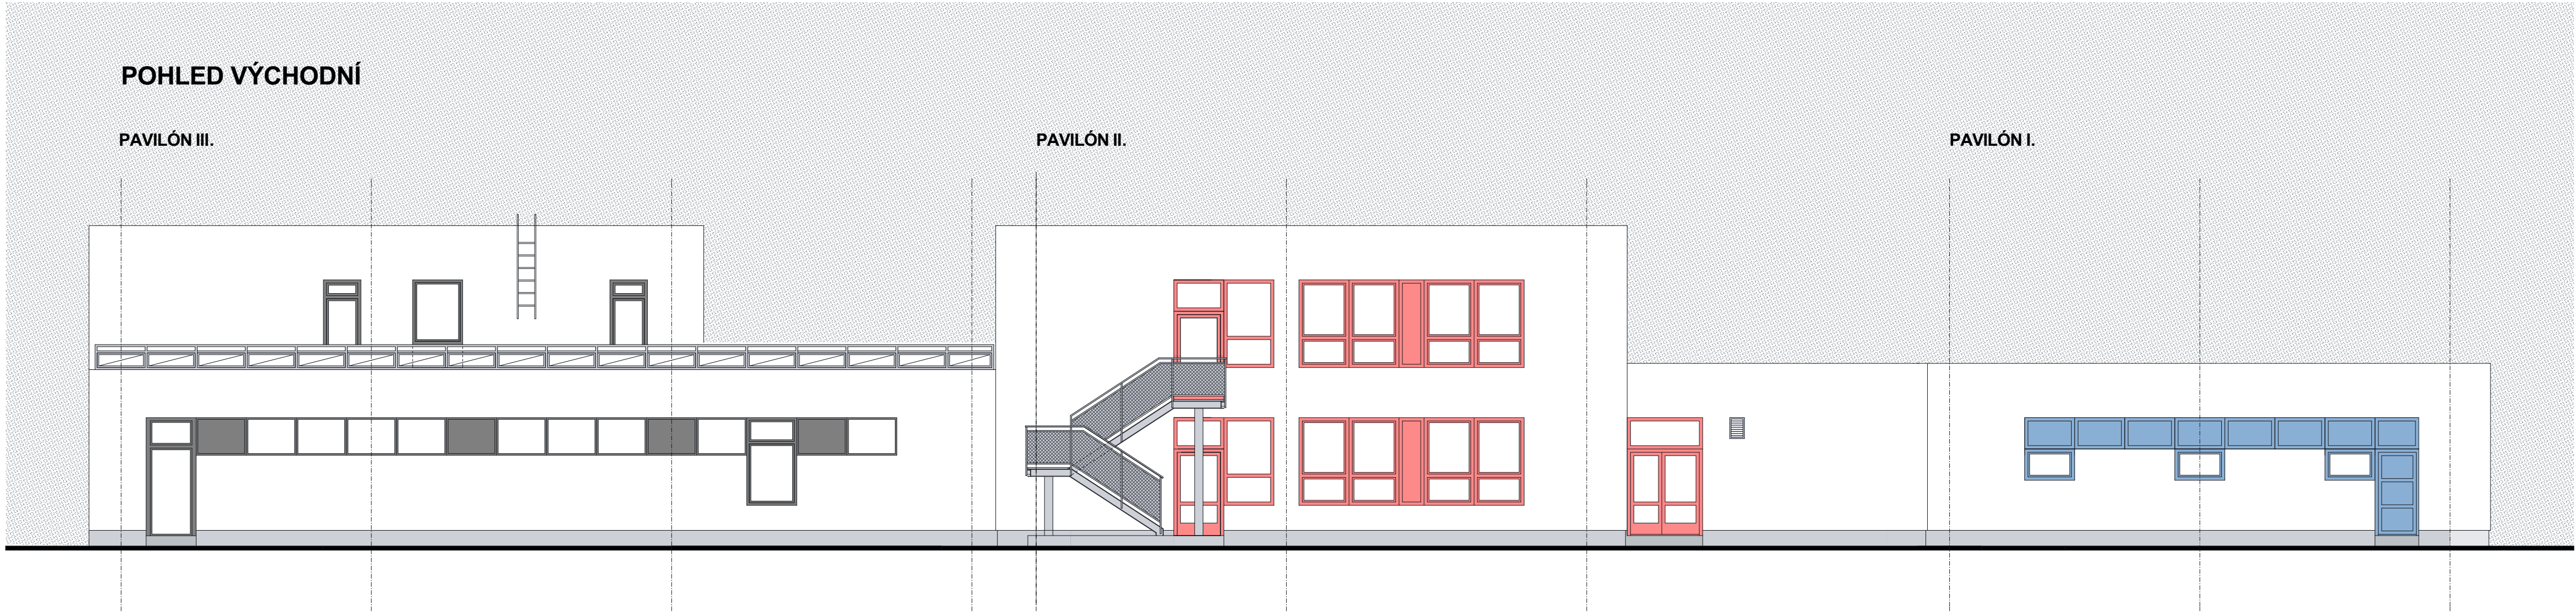 POHLED VÝCHODNÍ
PAVILÓN III.
PAVILÓN II.
PAVILÓN I.